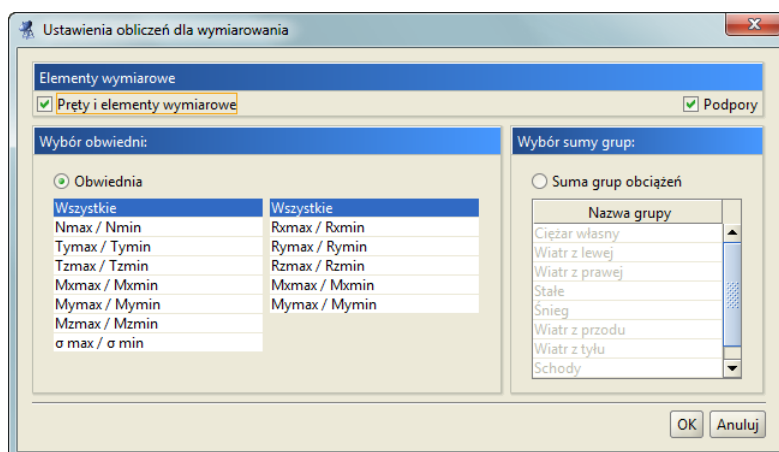 Ustawienia obliczeń dla wymiarowania
Elementy wymiarowe
Pręty i elementy wymiarowe
Podpory
Wybór obwiedni:
Obwiednia
Wszystkie
Nmax / Nmin
Tymax / Tymin
Tzmax / Tzmin
Mxmax / Mxmin
Mymax / Mymin
Mzmax / Mzmin
σ max / σ min
Wszystkie
Rxmax / Rxmin
Rymax / Rymin
Rzmax / Rzmin
Mxmax / Mxmin
Mymax / Mymin
Wybór sumy grup:
Suma grup obciążeń
Nazwa grupy
Ciężar własny
Wiatr z lewej
Wiatr z prawej
Stałe
Śnieg
Wiatr z przodu
Wiatr z tyłu
Schody
OK
Anuluj